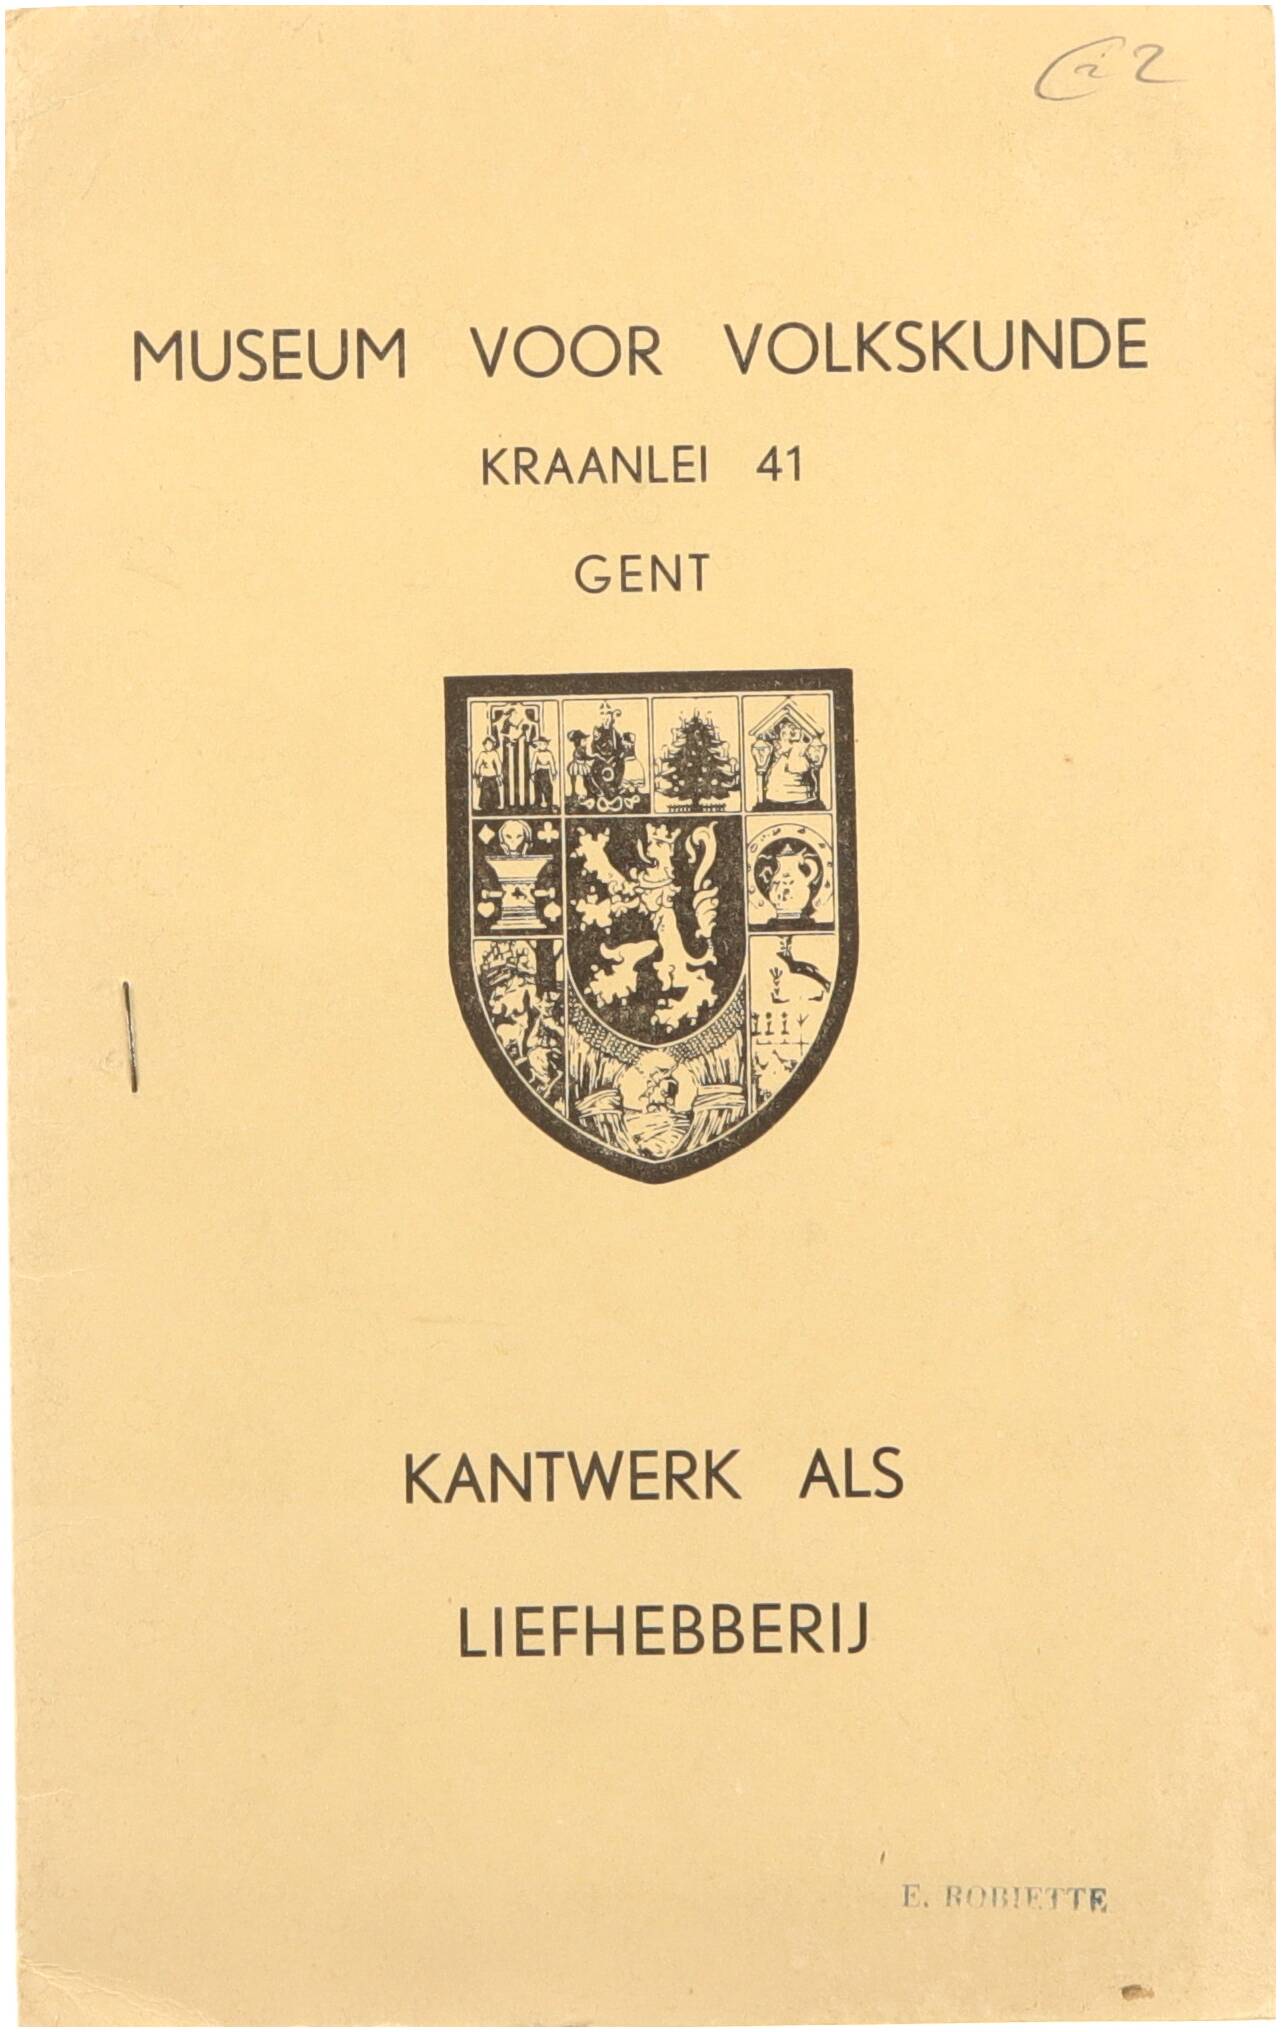 MUSEUM VOOR VOLKSKUNDE
KRAANLEI 41
GENT
KANTWERK ALS
LIEFHEBBERIJ
E. ROBIETTE